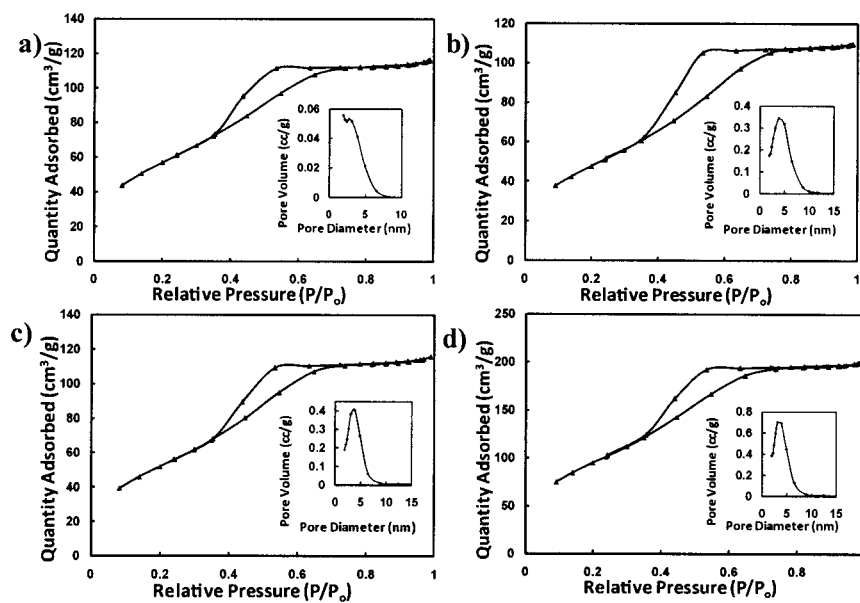 a)
Quantity Adsorbed (cm³/g)
140
120
100
80
60
40
20
0
0 0.2 0.4 0.6 0.8 1
Relative Pressure (P/Pₒ)
Pore Volume (cc/g)
0.06
0.04
0.02
0
0 5 10
Pore Diameter (nm)
b)
Quantity Adsorbed (cm³/g)
120
100
80
60
40
20
0
0 0.2 0.4 0.6 0.8 1
Relative Pressure (P/Pₒ)
Pore Volume (cc/g)
0.4
0.3
0.2
0.1
0
0 5 10 15
Pore Diameter (nm)
c)
Quantity Adsorbed (cm³/g)
140
120
100
80
60
40
20
0
0 0.2 0.4 0.6 0.8 1
Relative Pressure (P/Pₒ)
Pore Volume (cc/g)
0.4
0.3
0.2
0.1
0
0 5 10 15
Pore Diameter (nm)
d)
Quantity Adsorbed (cm³/g)
250
200
150
100
50
0
0 0.2 0.4 0.6 0.8 1
Relative Pressure (P/Pₒ)
Pore Volume (cc/g)
0.8
0.6
0.4
0.2
0
0 5 10 15
Pore Diameter (nm)